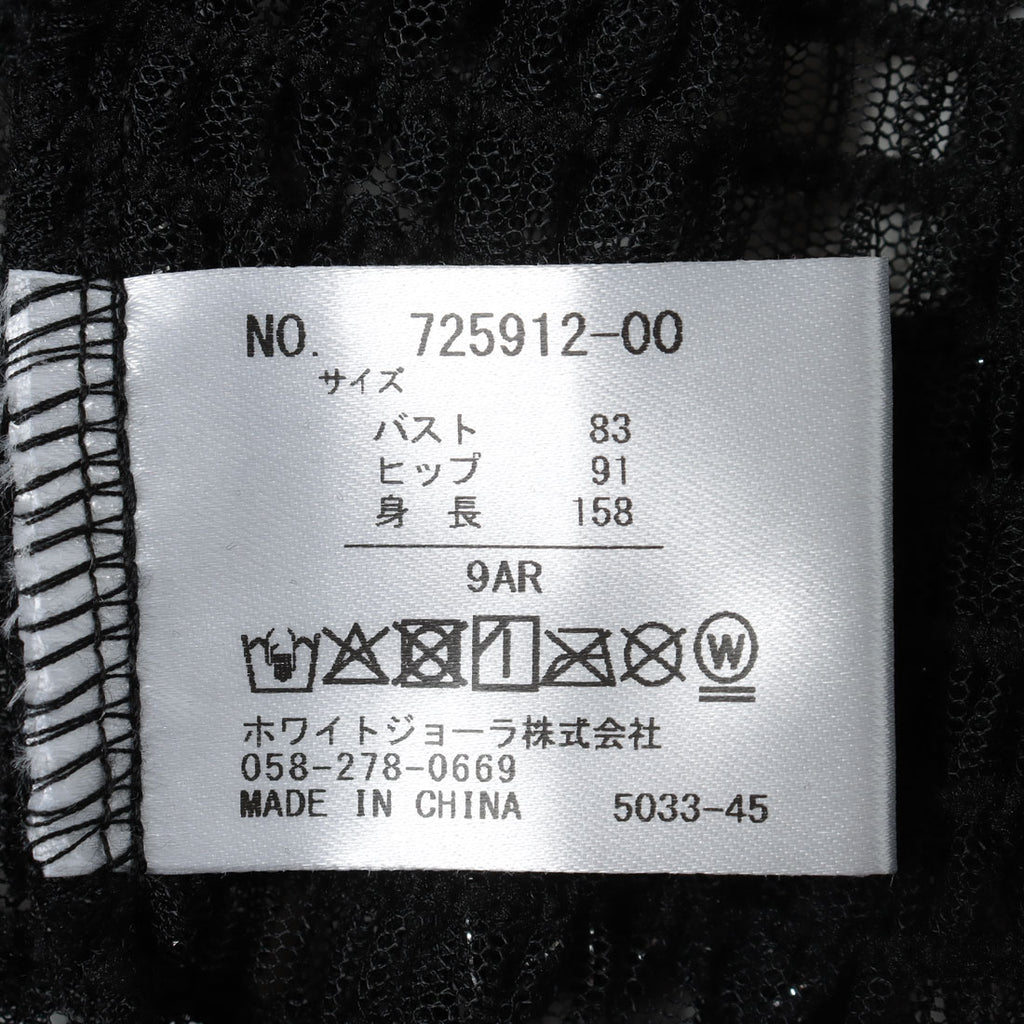 NO. 725912-00
サイズ
バスト 83
ヒップ 91
身 長 158
9AR
W
ホワイトジョーラ株式会社
058-278-0669
MADE IN CHINA 5033-45